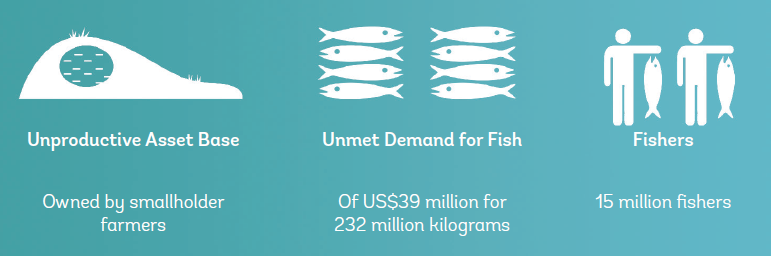 Unproductive Asset Base
Owned by smallholder
farmers
Unmet Demand for Fish
Of US$39 million for
232 million kilograms
Fishers
15 million fishers